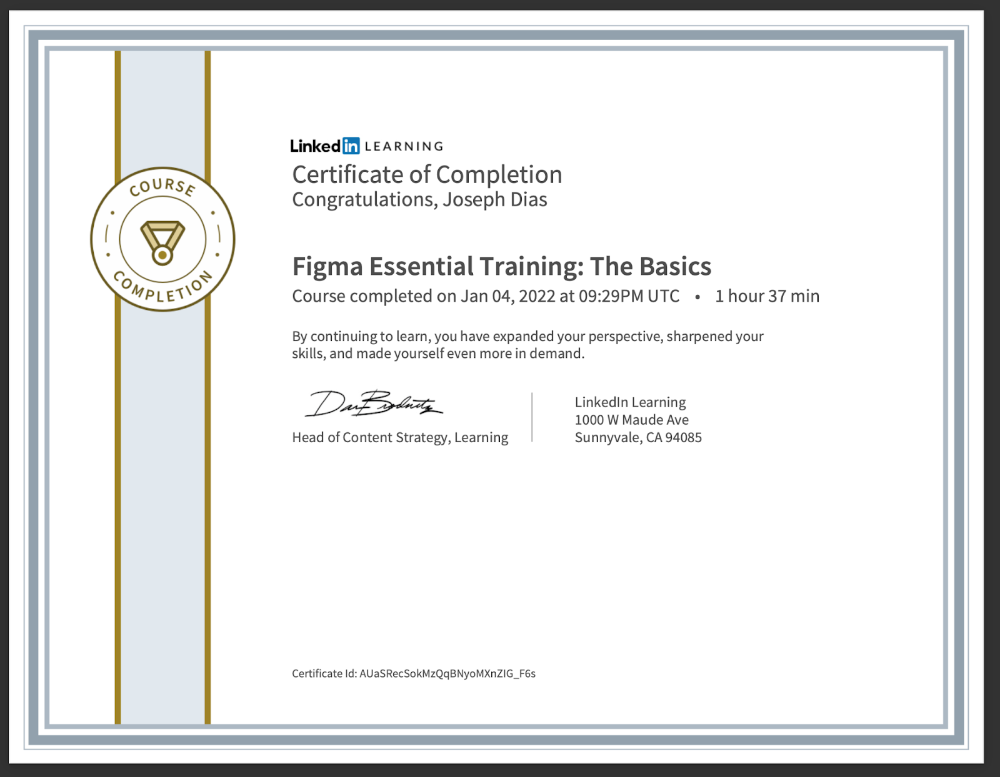 LinkedIn LEARNING
Certificate of Completion
Congratulations, Joseph Dias
COURSE
COMPLETION
Figma Essential Training: The Basics
Course completed on Jan 04, 2022 at 09:29PM UTC • 1 hour 37 min
By continuing to learn, you have expanded your perspective, sharpened your
skills, and made yourself even more in demand.
Dan Brodnitz
Head of Content Strategy, Learning
LinkedIn Learning
1000 W Maude Ave
Sunnyvale, CA 94085
Certificate Id: AUaSRecSokMzQqBNyoMXnZIG_F6s